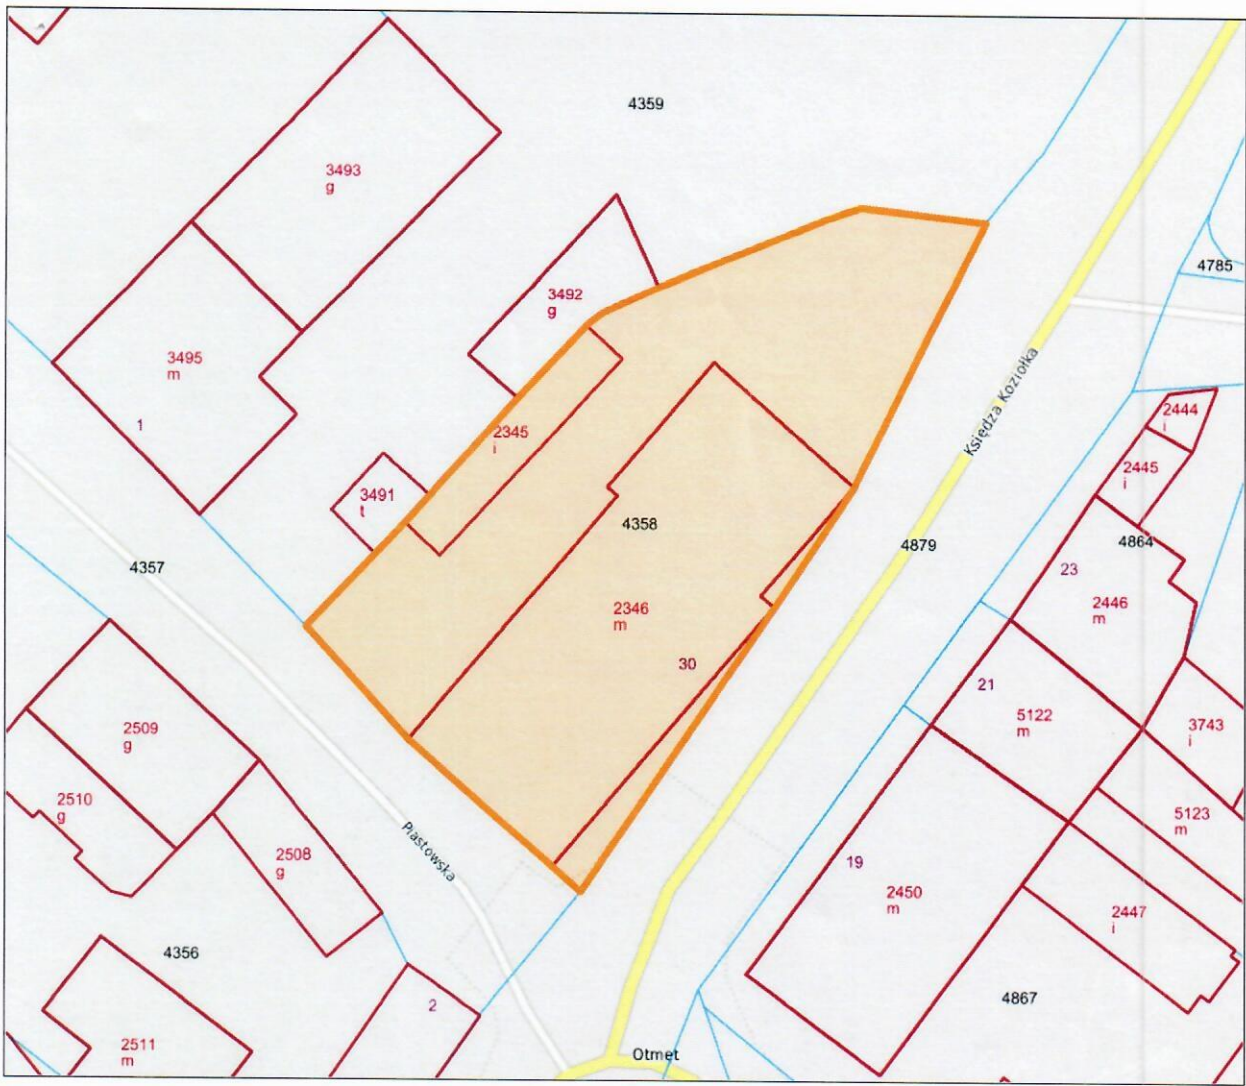 4359
3493
g
4785
3492
g
3495
m
1
Księdza Koziołka
2444
i
2445
i
2345
i
3491
t
4358
4879
4864
4357
23
2446
m
2346
m
30
21
5122
m
3743
i
2509
g
2510
g
5123
m
Piastowska
2508
g
19
2450
m
2447
i
4356
4867
2
2511
m
Otmęt